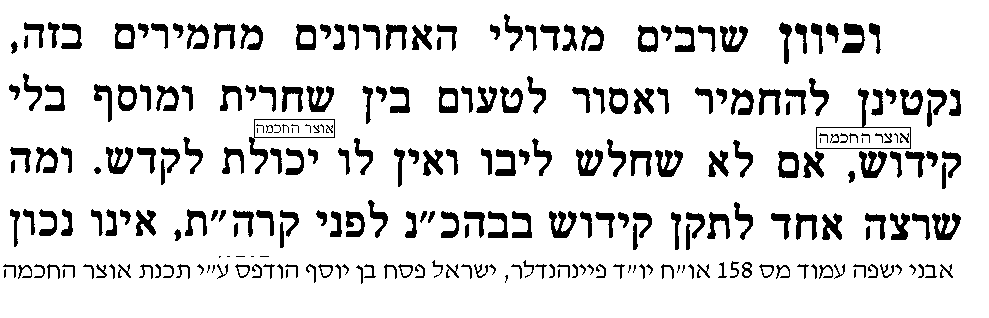 וכיוון שרבים מגדולי האחרונים מחמירים בזה,
נקטינן להחמיר ואסור לטעום בין שחרית ומוסף בלי
אוצר החכמה
אוצר החכמה
קידוש, אם לא שחלש ליבו ואין לו יכולת לקדש. ומה
שרצה אחד לתקן קידוש בבהכ״נ לפני קרה״ת, אינו נכון
אבני ישפה עמוד מס 158 או״ח יו״ד פיינהנדלר, ישראל פסח בן יוסף הודפס ע״י תכנת אוצר החכמה